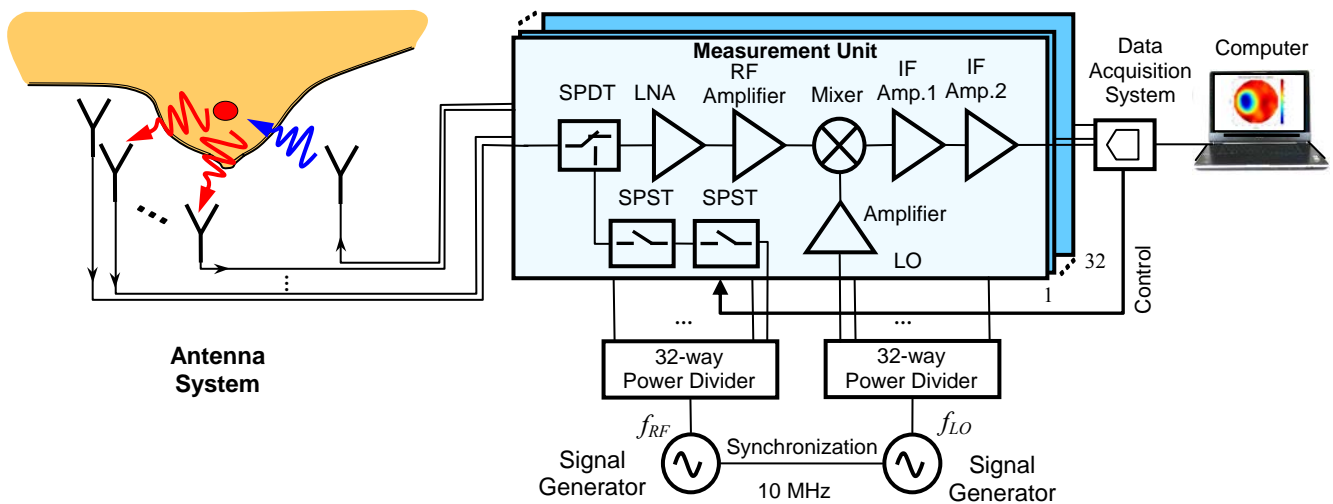 Measurement Unit
SPDT
LNA
RF
Amplifier
Mixer
IF
Amp.1
IF
Amp.2
Data
Acquisition
System
Computer
SPST
SPST
Amplifier
LO
32
1
Control
...
...
...
32-way
Power Divider
32-way
Power Divider
Antenna
System
fRF
fLO
Synchronization
10 MHz
Signal
Generator
Signal
Generator